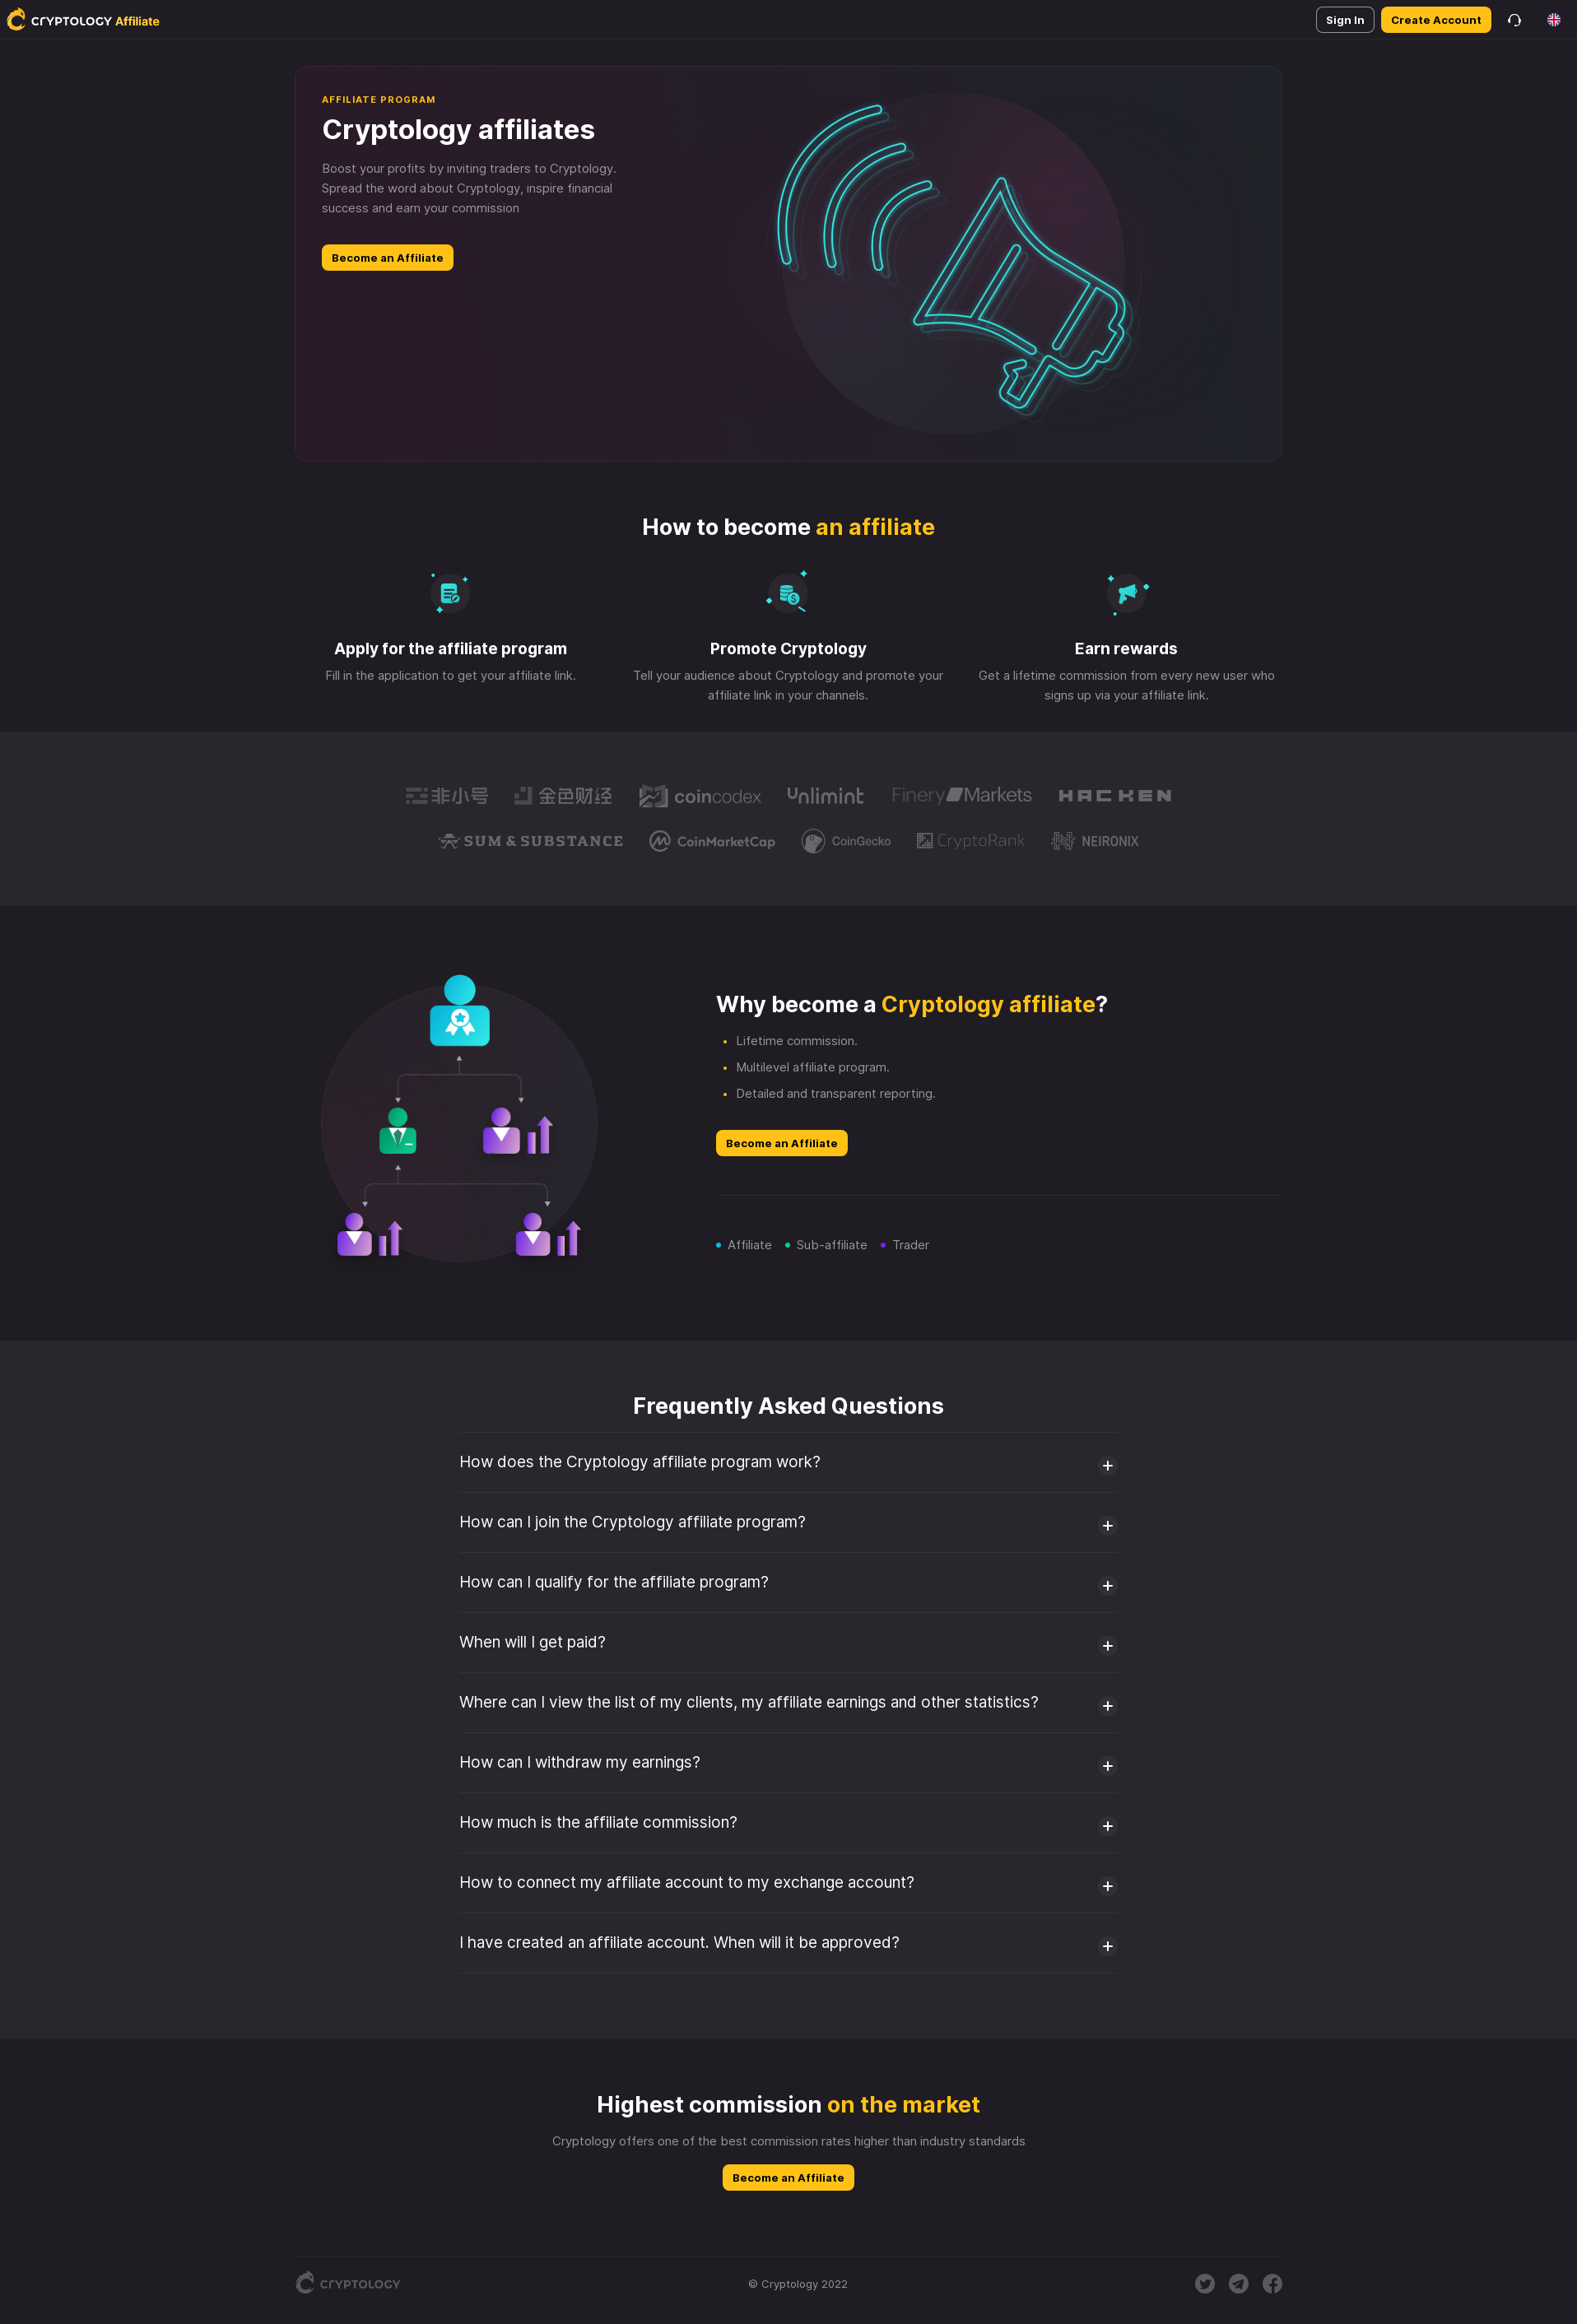 CRYPTOLOGY Affiliate
Sign In
Create Account
AFFILIATE PROGRAM
Cryptology affiliates
Boost your profits by inviting traders to Cryptology.
Spread the word about Cryptology, inspire financial
success and earn your commission
Become an Affiliate
How to become an affiliate
Apply for the affiliate program
Fill in the application to get your affiliate link.
Promote Cryptology
Tell your audience about Cryptology and promote your
affiliate link in your channels.
Earn rewards
Get a lifetime commission from every new user who
signs up via your affiliate link.
非小号
金色财经
coincodex
Unlimint
Finery Markets
HACKEN
SUM & SUBSTANCE
CoinMarketCap
CoinGecko
CryptoRank
NEIRONIX
Why become a Cryptology affiliate?
Lifetime commission.
Multilevel affiliate program.
Detailed and transparent reporting.
Become an Affiliate
Affiliate
Sub-affiliate
Trader
Frequently Asked Questions
How does the Cryptology affiliate program work?
How can I join the Cryptology affiliate program?
How can I qualify for the affiliate program?
When will I get paid?
Where can I view the list of my clients, my affiliate earnings and other statistics?
How can I withdraw my earnings?
How much is the affiliate commission?
How to connect my affiliate account to my exchange account?
I have created an affiliate account. When will it be approved?
Highest commission on the market
Cryptology offers one of the best commission rates higher than industry standards
Become an Affiliate
CRYPTOLOGY
© Cryptology 2022